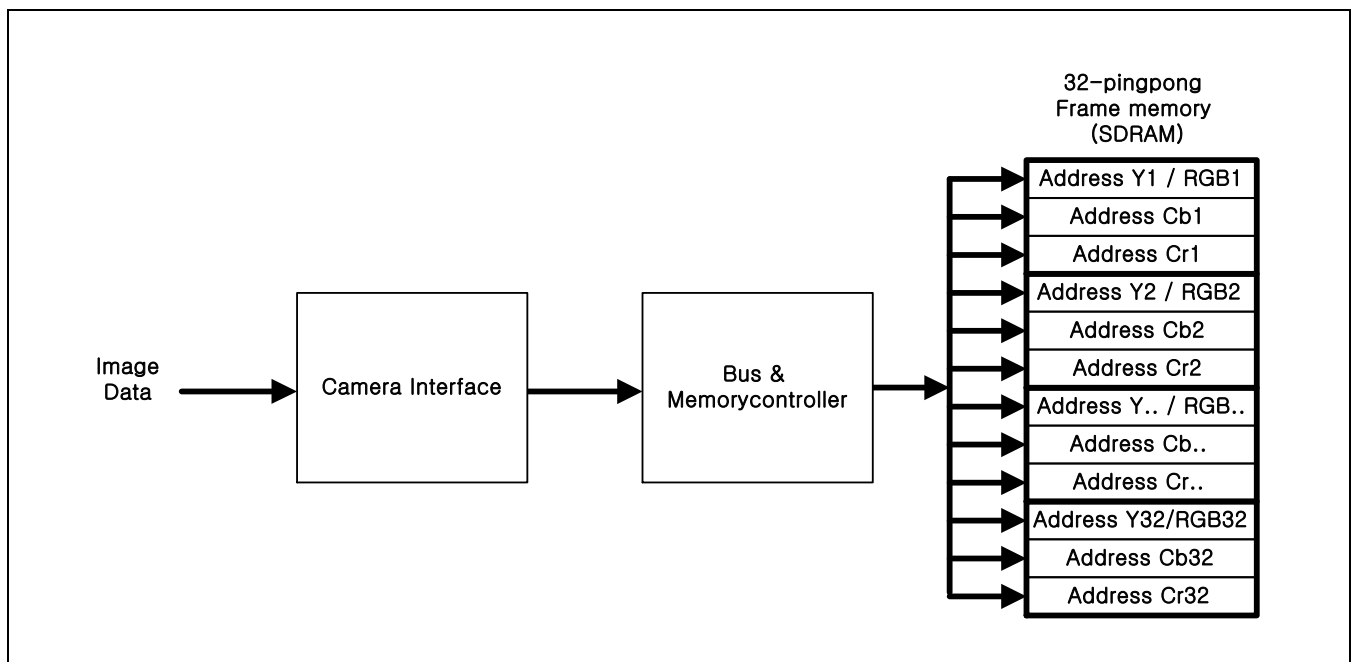 32-pingpong
Frame memory
(SDRAM)
Address Y1 / RGB1
Address Cb1
Address Cr1
Address Y2 / RGB2
Address Cb2
Address Cr2
Address Y.. / RGB..
Address Cb..
Address Cr..
Address Y32/RGB32
Address Cb32
Address Cr32
Image
Data
Camera Interface
Bus &
Memorycontroller